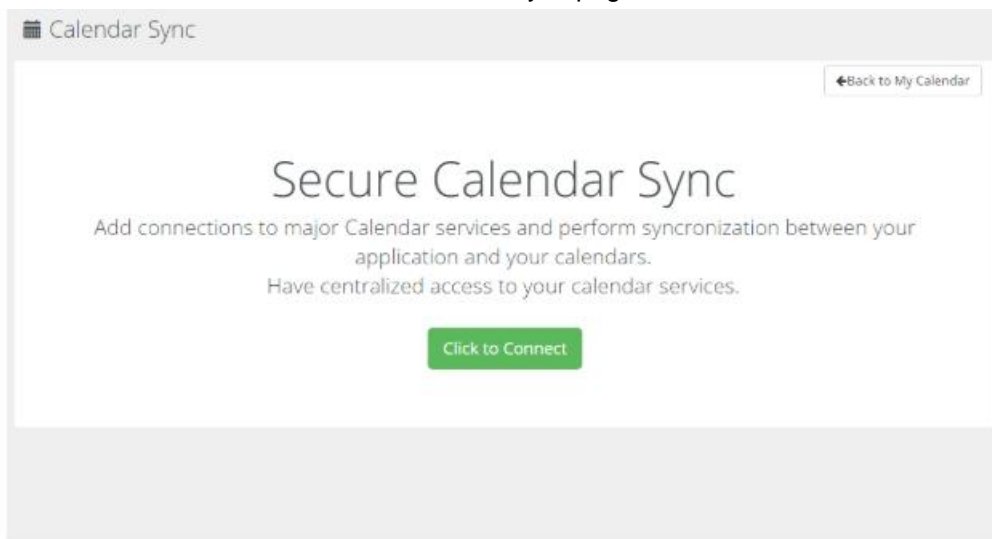 Calendar Sync
Back to My Calendar
Secure Calendar Sync
Add connections to major Calendar services and perform syncronization between your
application and your calendars.
Have centralized access to your calendar services.
Click to Connect